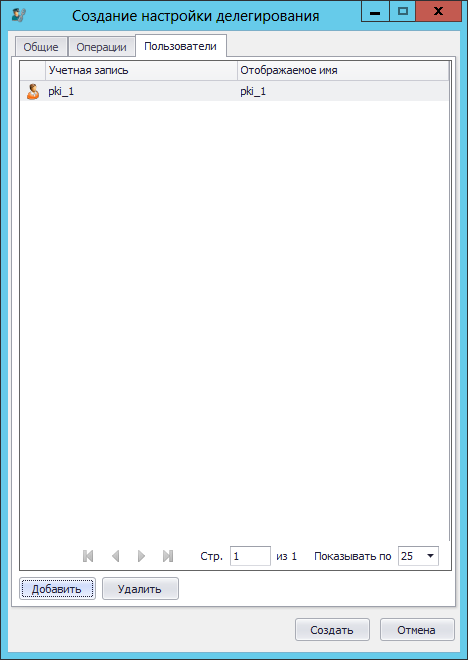 Создание настройки делегирования
Общие Операции Пользователи
Учетная запись Отображаемое имя
pki_1 pki_1
Стр. 1 из 1 Показывать по 25
Добавить Удалить
Создать Отмена